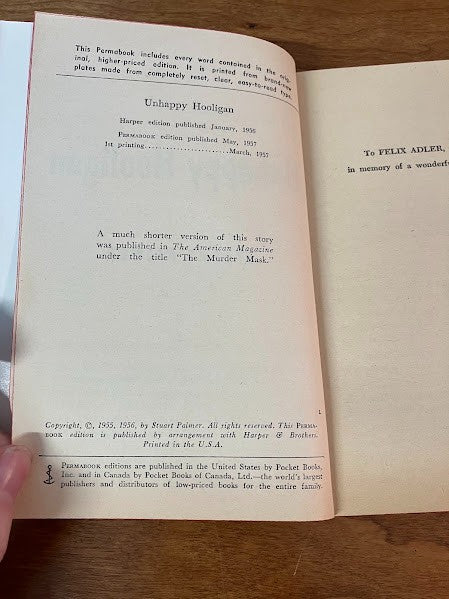 This Permabook includes every word contained in the orig-
inal, higher-priced edition. It is printed from brand-new
plates made from completely reset, clear, easy-to-read type.
Unhappy Hooligan
Harper edition published January, 1956
PERMABOOK edition published May, 1957
1st printing........................March, 1957
A much shorter version of this story
was published in The American Magazine
under the title "The Murder Mask."
L
Copyright, ©, 1955, 1956, by Stuart Palmer. All rights reserved. This PERMA-
BOOK edition is published by arrangement with Harper & Brothers.
Printed in the U.S.A.
PERMABOOK editions are published in the United States by Pocket Books,
Inc. and in Canada by Pocket Books of Canada, Ltd.—the world's largest
publishers and distributors of low-priced books for the entire family.
To FELIX ADLER,
in memory of a wonderfu